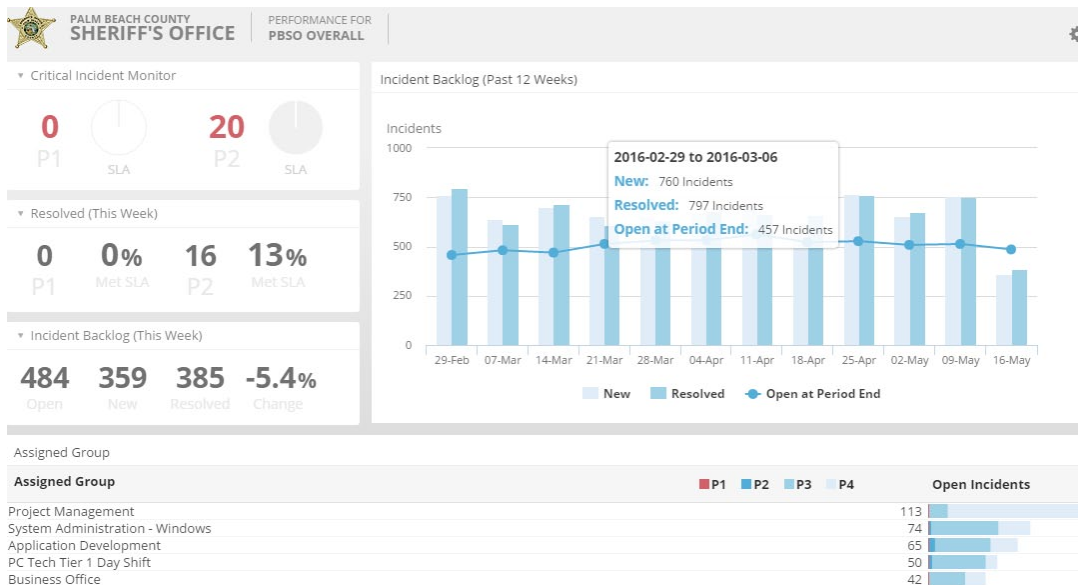 PALM BEACH COUNTY
SHERIFF'S OFFICE
PERFORMANCE FOR
PBSO OVERALL
Critical Incident Monitor
0
P1
SLA
20
P2
SLA
Resolved (This Week)
0 0% 16 13%
P1 Met SLA P2 Met SLA
Incident Backlog (This Week)
484 359 385 -5.4%
Open New Resolved Change
Incident Backlog (Past 12 Weeks)
Incidents
1000
750
500
250
0
2016-02-29 to 2016-03-06
New: 760 Incidents
Resolved: 797 Incidents
Open at Period End: 457 Incidents
29-Feb 07-Mar 14-Mar 21-Mar 28-Mar 04-Apr 11-Apr 18-Apr 25-Apr 02-May 09-May 16-May
New Resolved Open at Period End
Assigned Group
Assigned Group P1 P2 P3 P4 Open Incidents
Project Management 113
System Administration - Windows 74
Application Development 65
PC Tech Tier 1 Day Shift 50
Business Office 42